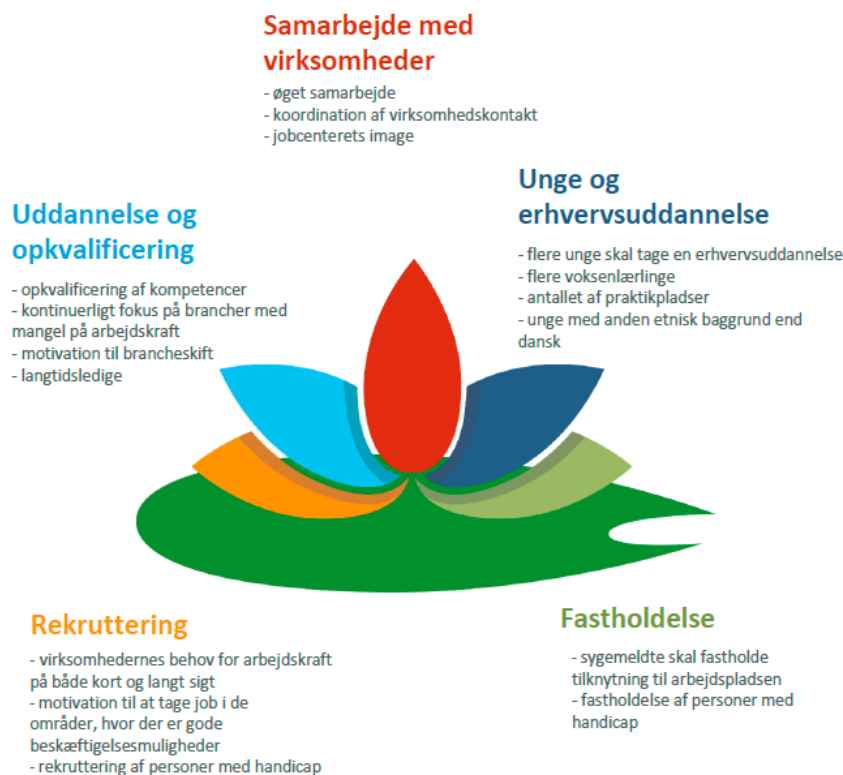 Samarbejde med
virksomheder
- øget samarbejde
- koordination af virksomhedskontakt
- jobcenterets image
Uddannelse og
opkvalificering
- opkvalificering af kompetencer
- kontinuerligt fokus på brancher med
mangel på arbejdskraft
- motivation til brancheskift
- langtidsledige
Unge og
erhvervsuddannelse
- flere unge skal tage en erhvervsuddannelse
- flere voksenlærlinge
- antallet af praktikpladser
- unge med anden etnisk baggrund end
dansk
Rekruttering
- virksomhedernes behov for arbejdskraft
på både kort og langt sigt
- motivation til at tage job i de
områder, hvor der er gode
beskæftigelsesmuligheder
- rekruttering af personer med handicap
Fastholdelse
- sygemeldte skal fastholde
tilknytning til arbejdspladsen
- fastholdelse af personer med
handicap